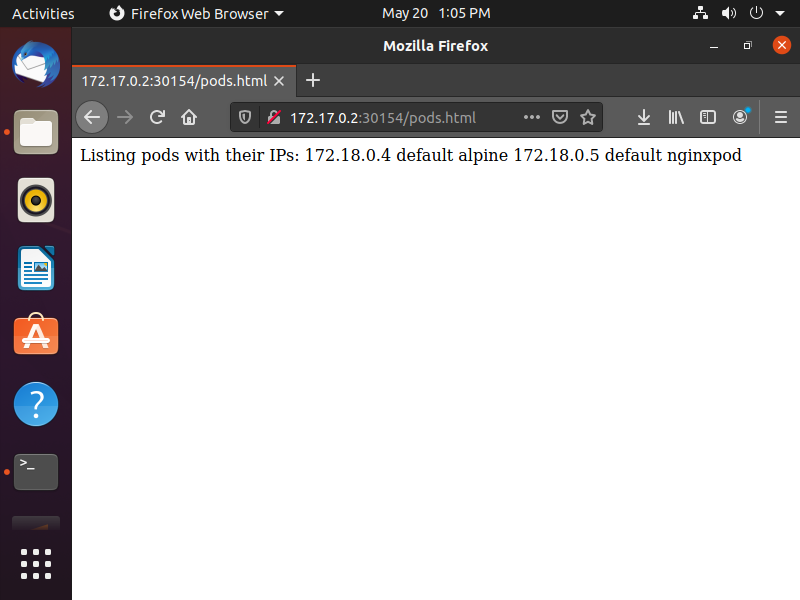 Activities
Firefox Web Browser
May 20 1:05 PM
Mozilla Firefox
172.17.0.2:30154/pods.html
172.17.0.2:30154/pods.html
Listing pods with their IPs: 172.18.0.4 default alpine 172.18.0.5 default nginxpod
?
>_